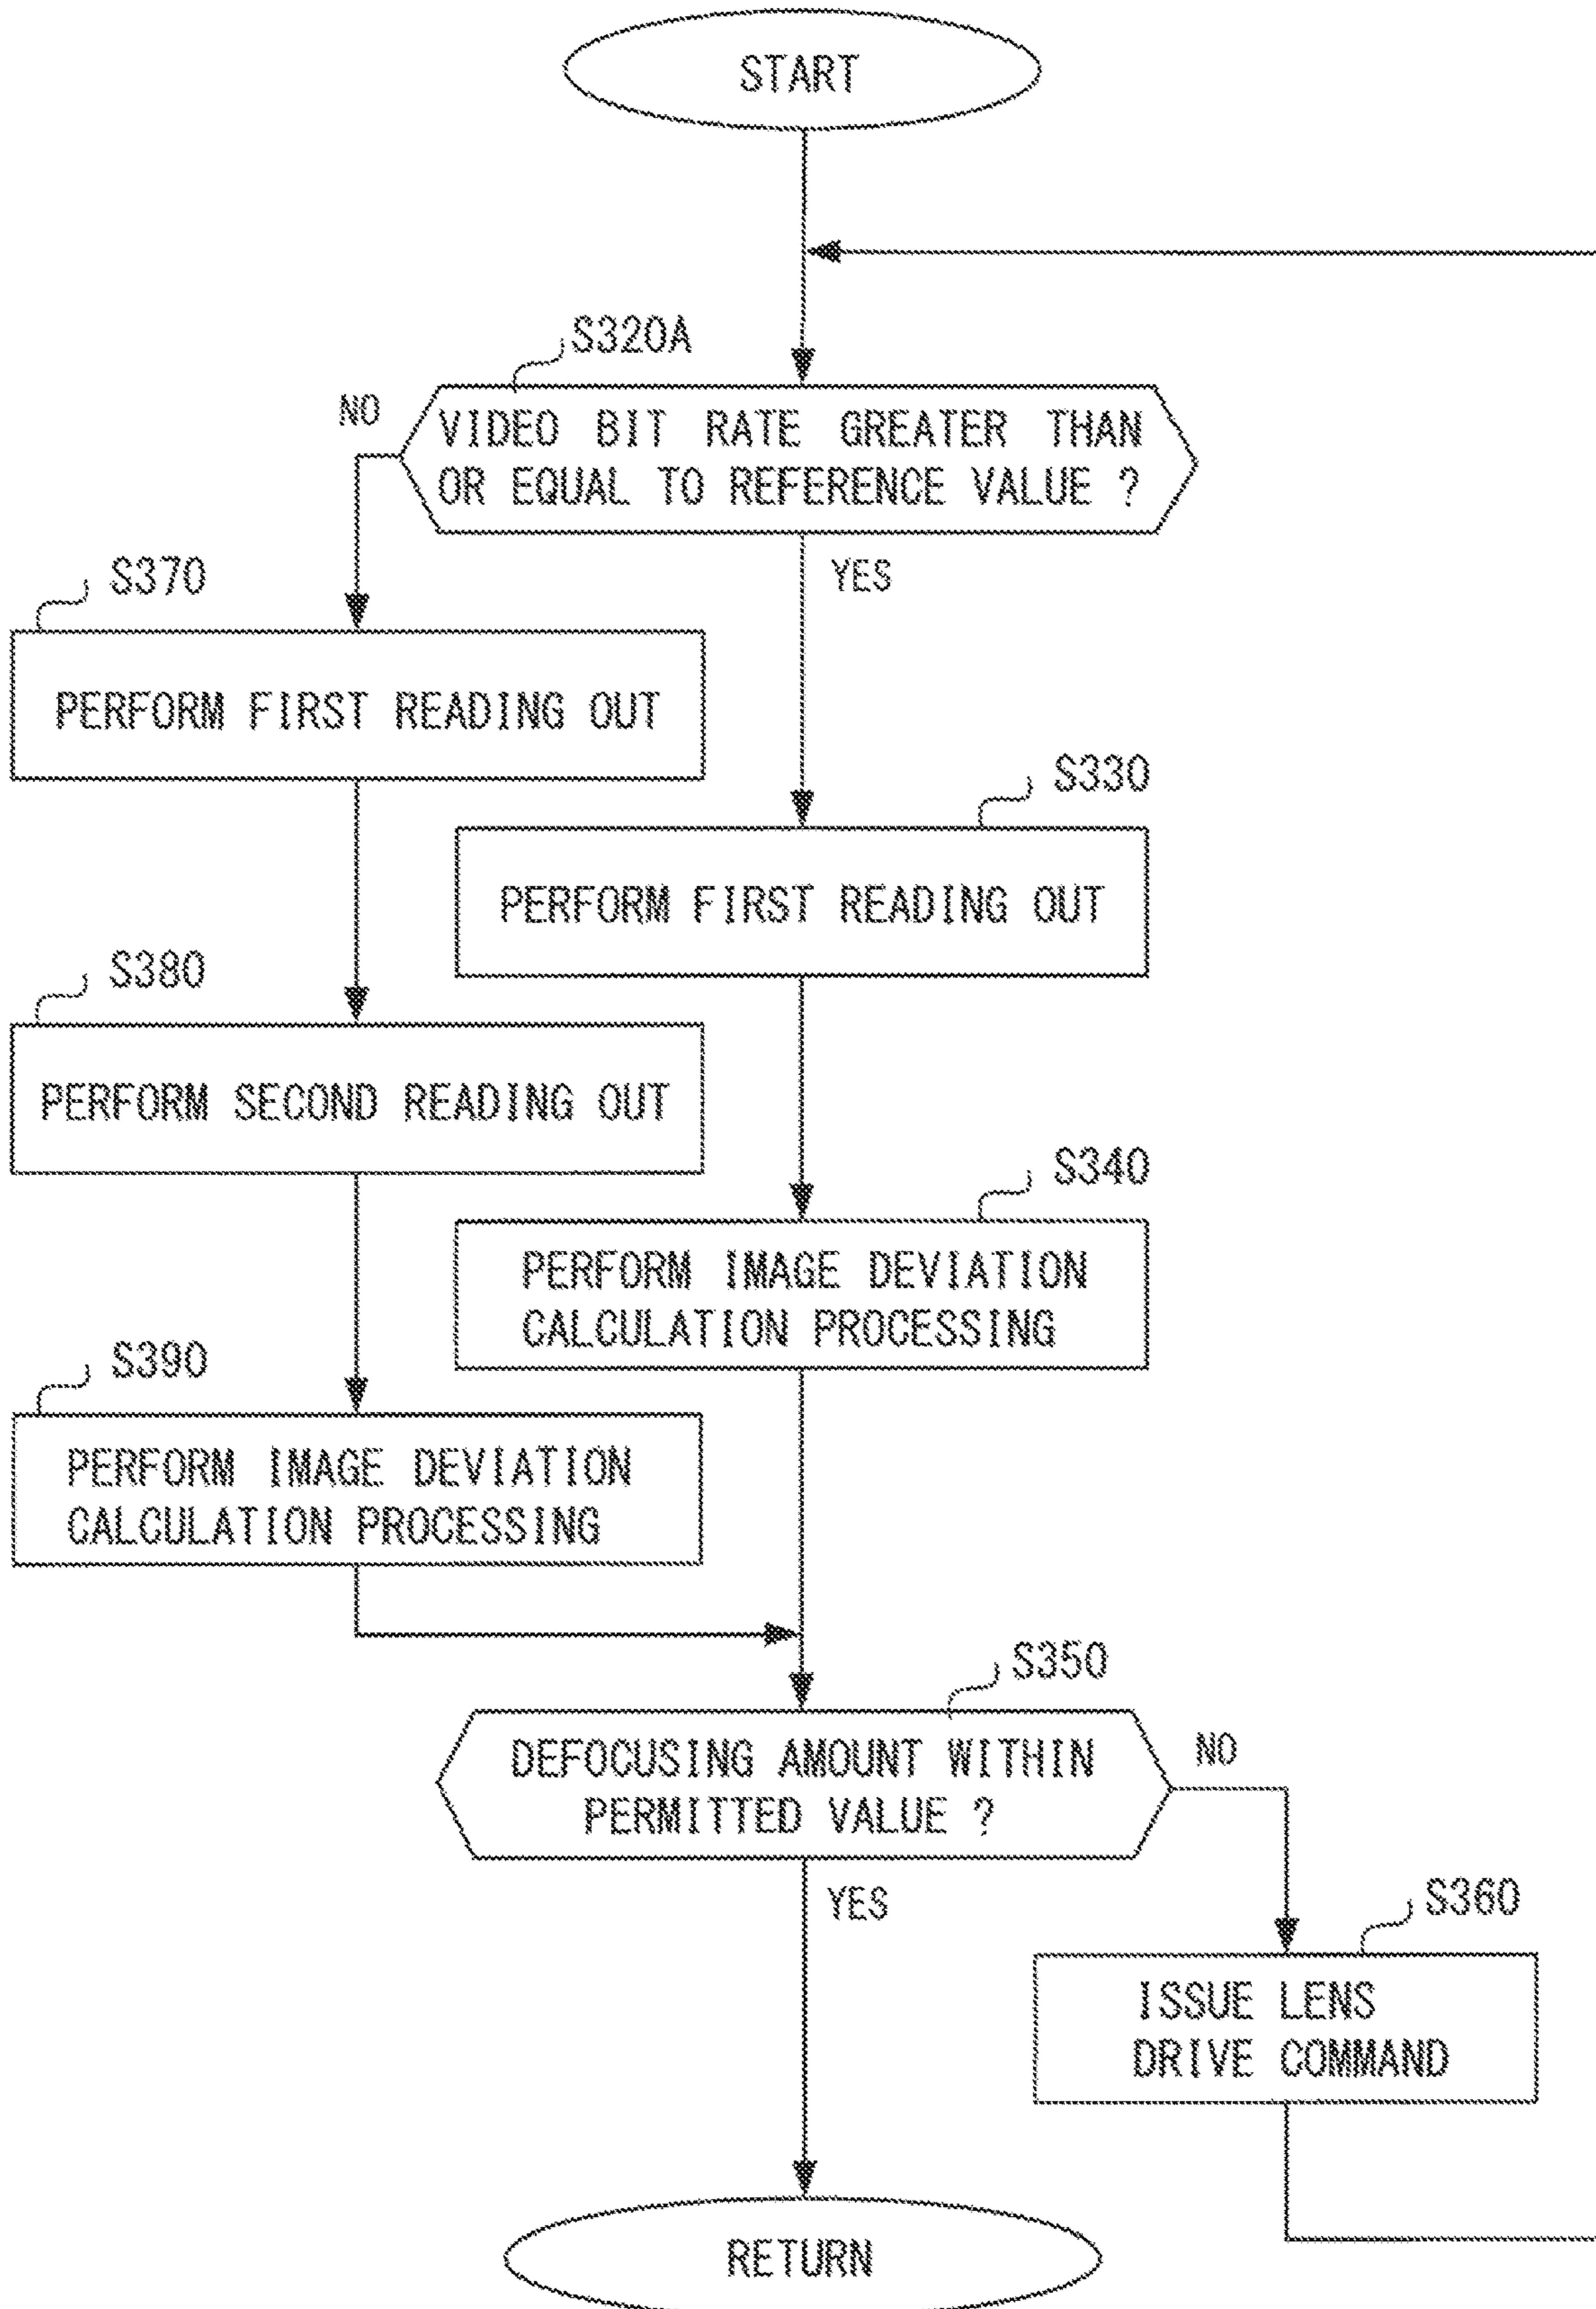 START
S320A
NO
VIDEO BIT RATE GREATER THAN
OR EQUAL TO REFERENCE VALUE ?
YES
S370
PERFORM FIRST READING OUT
S330
PERFORM FIRST READING OUT
S380
PERFORM SECOND READING OUT
S340
PERFORM IMAGE DEVIATION
CALCULATION PROCESSING
S390
PERFORM IMAGE DEVIATION
CALCULATION PROCESSING
S350
DEFOCUSING AMOUNT WITHIN
PERMITTED VALUE ?
NO
YES
S360
ISSUE LENS
DRIVE COMMAND
RETURN